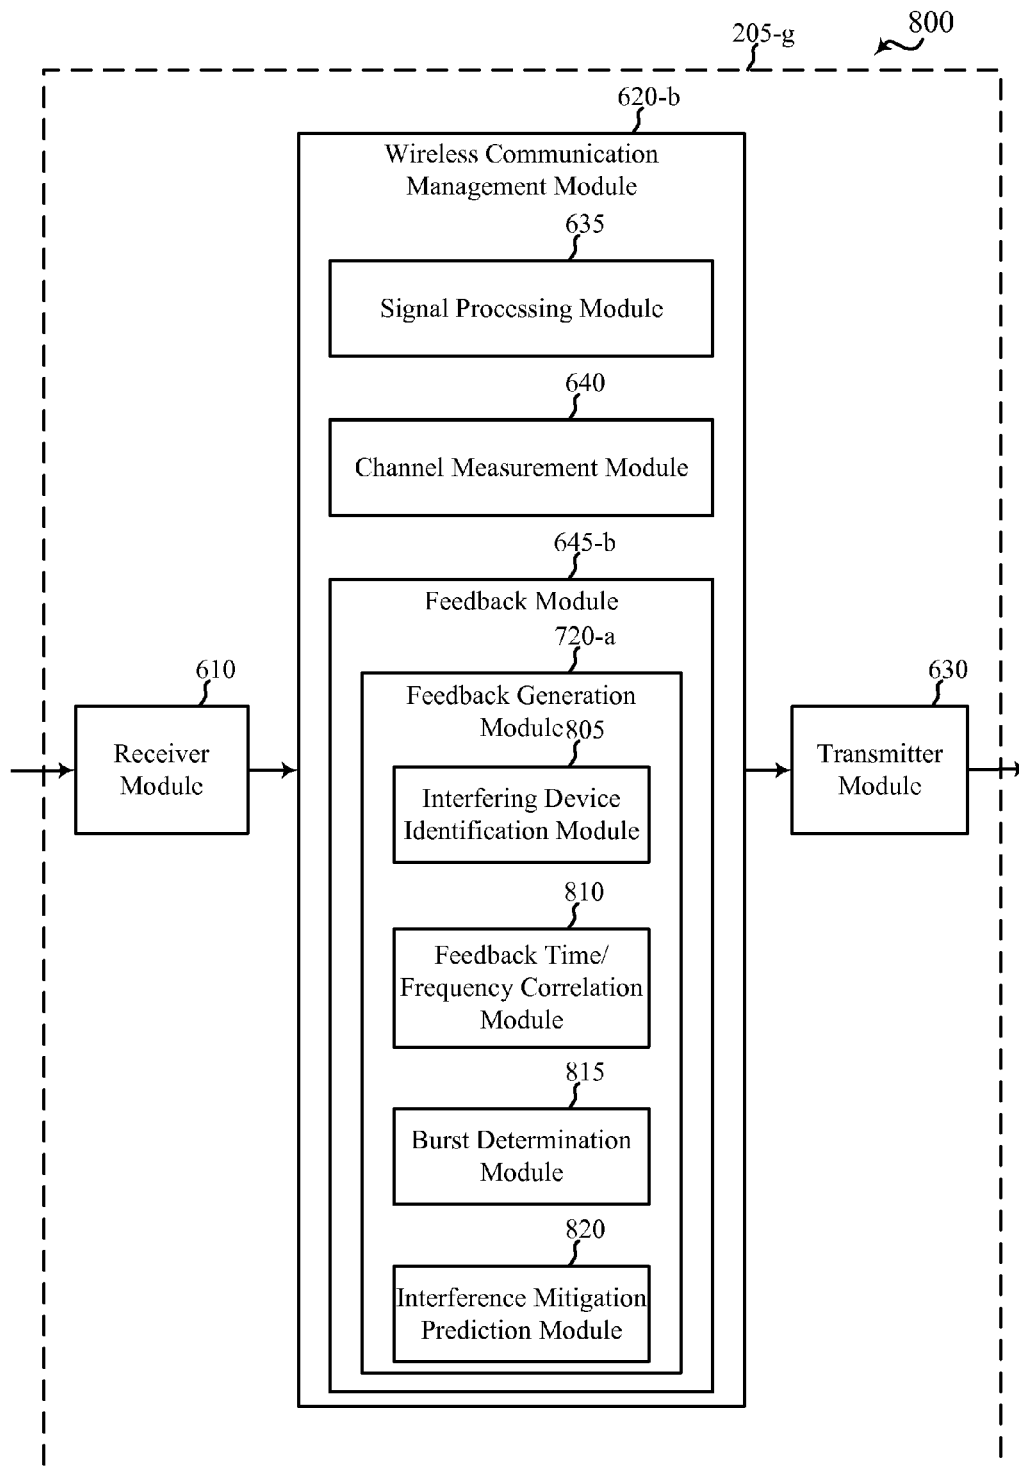 800
205-g
620-b
Wireless Communication
Management Module
635
Signal Processing Module
640
Channel Measurement Module
645-b
Feedback Module
720-a
Feedback Generation
Module
805
Interfering Device
Identification Module
810
Feedback Time/
Frequency Correlation
Module
815
Burst Determination
Module
820
Interference Mitigation
Prediction Module
610
Receiver
Module
630
Transmitter
Module